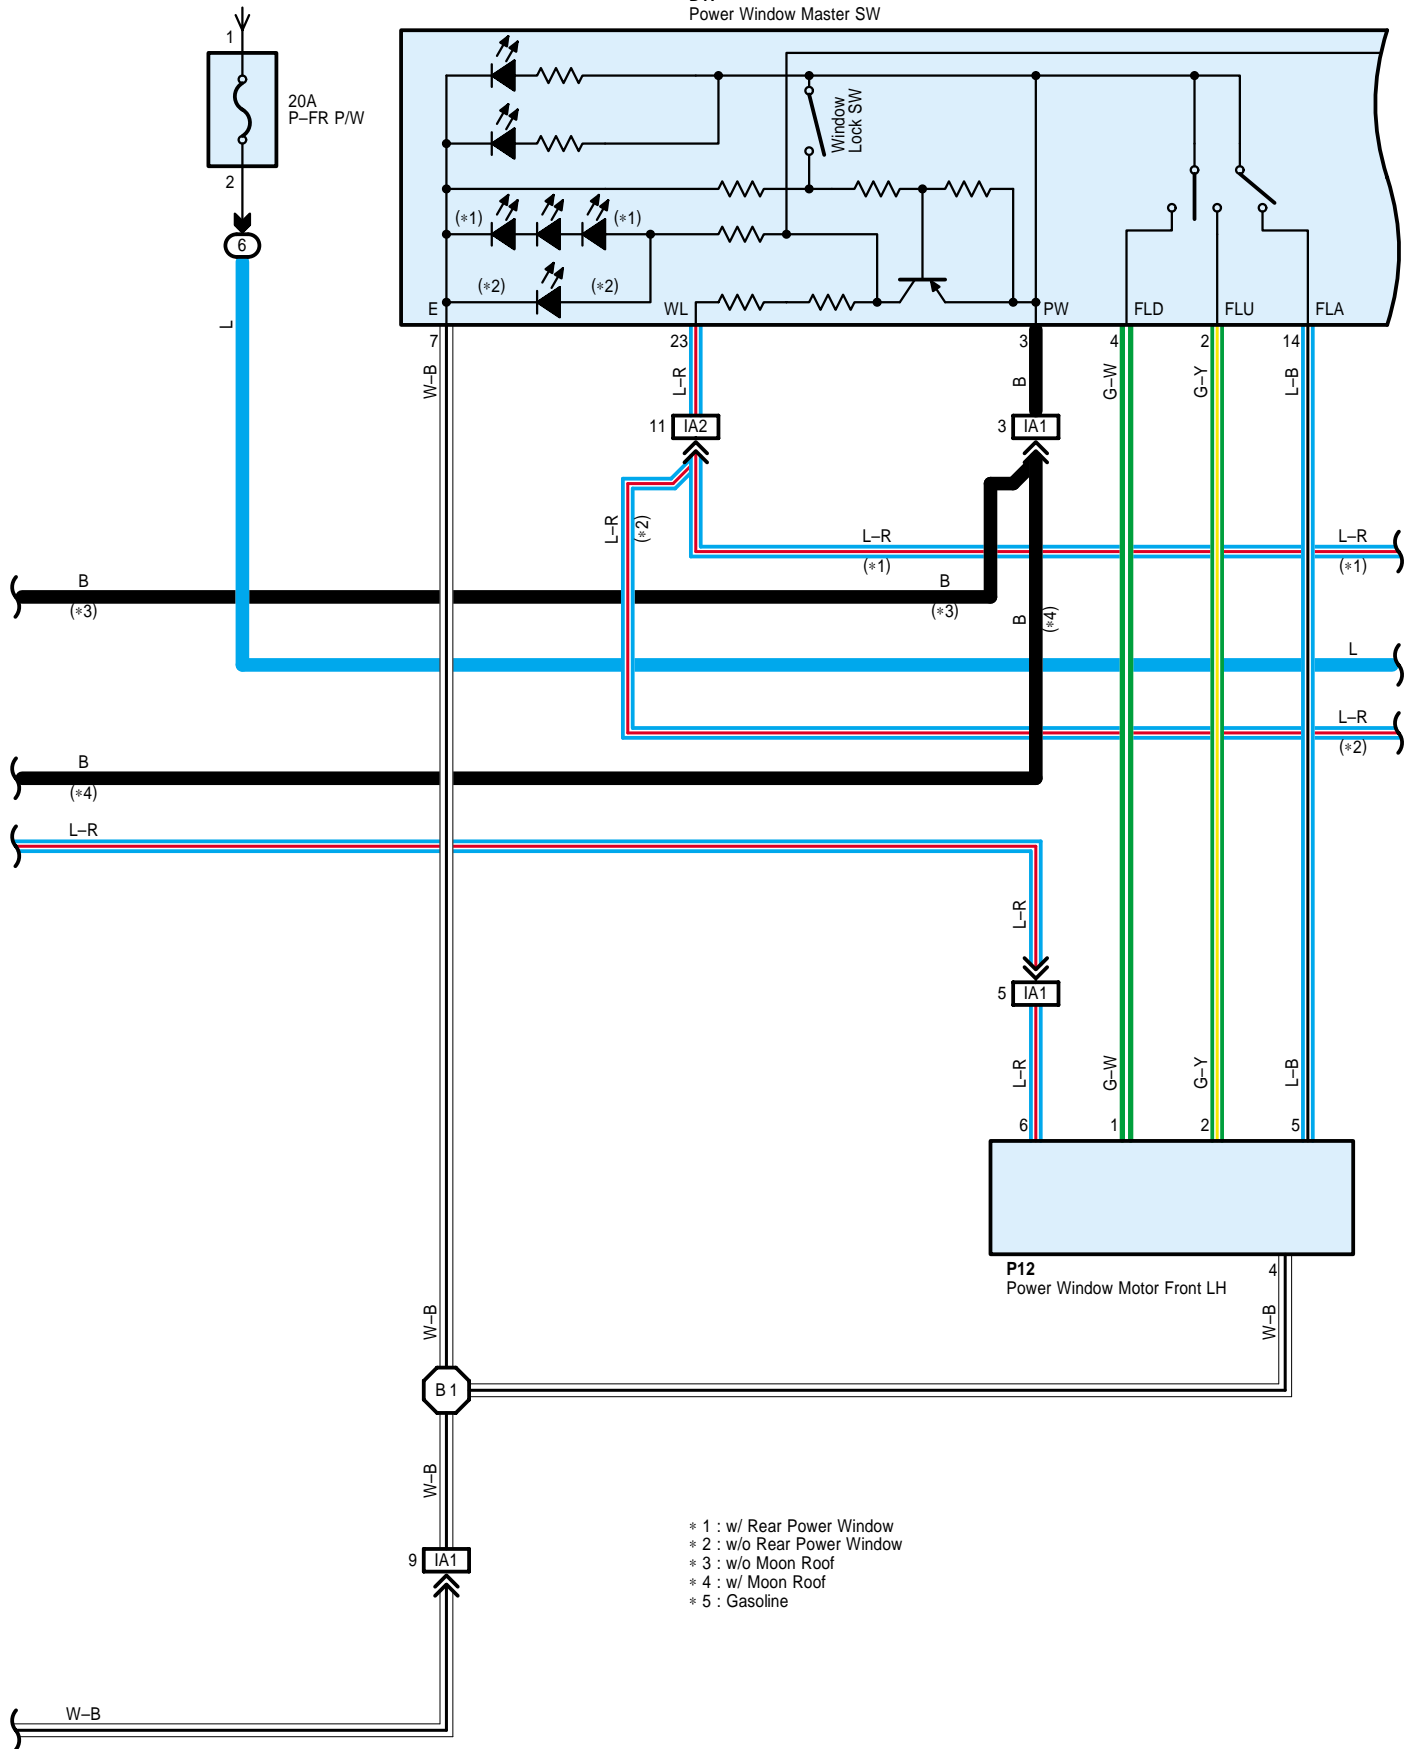 Power Window Master SW
1
20A
P–FR P/W
2
6
L
Window
Lock SW
(∗1)
(∗1)
(∗2)
(∗2)
E
WL
PW
FLD
FLU
FLA
7
23
3
4
2
14
W–B
L–R
B
G–W
G–Y
L–B
11 IA2
3 IA1
L–R
(∗2)
L–R
(∗1)
L–R
(∗1)
B
(∗3)
B
(∗3)
B
(∗4)
L
L–R
(∗2)
B
(∗4)
L–R
L–R
5 IA1
L–R
G–W
G–Y
L–B
6
1
2
5
P12
Power Window Motor Front LH
4
W–B
W–B
B 1
W–B
9 IA1
∗ 1 : w/ Rear Power Window
∗ 2 : w/o Rear Power Window
∗ 3 : w/o Moon Roof
∗ 4 : w/ Moon Roof
∗ 5 : Gasoline
W–B